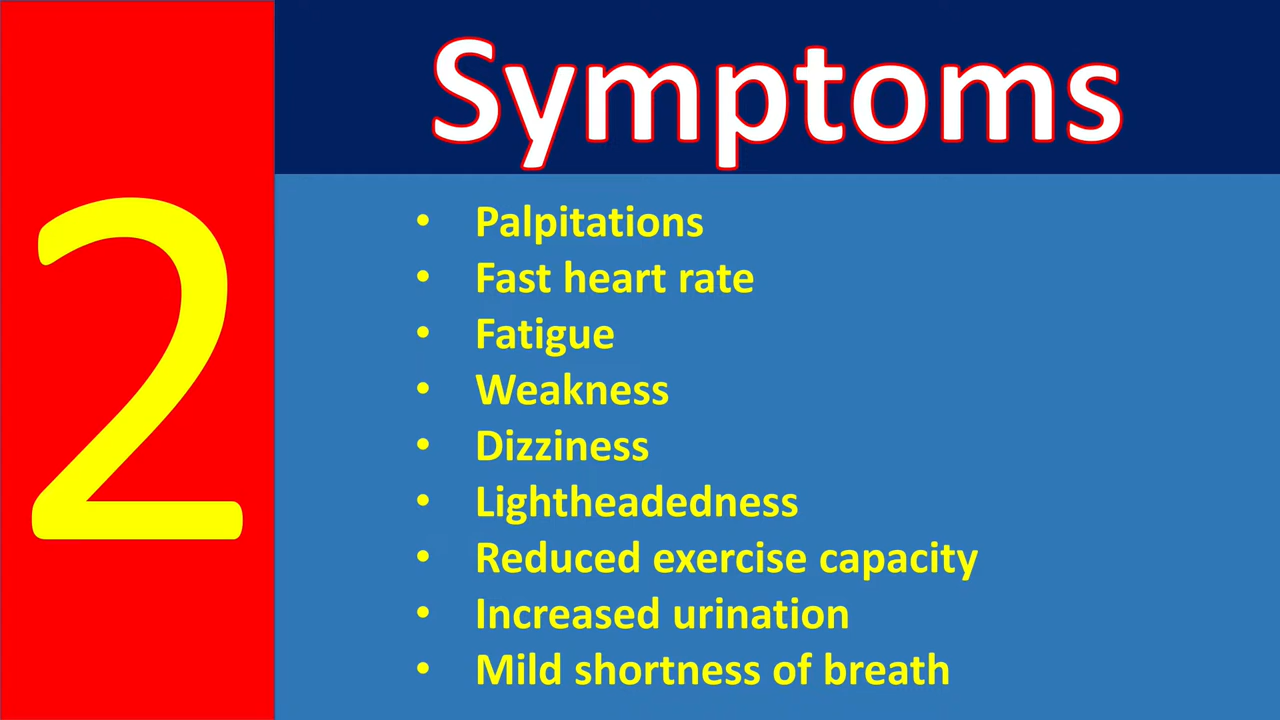 2
Symptoms
• Palpitations
• Fast heart rate
• Fatigue
• Weakness
• Dizziness
• Lightheadedness
• Reduced exercise capacity
• Increased urination
• Mild shortness of breath